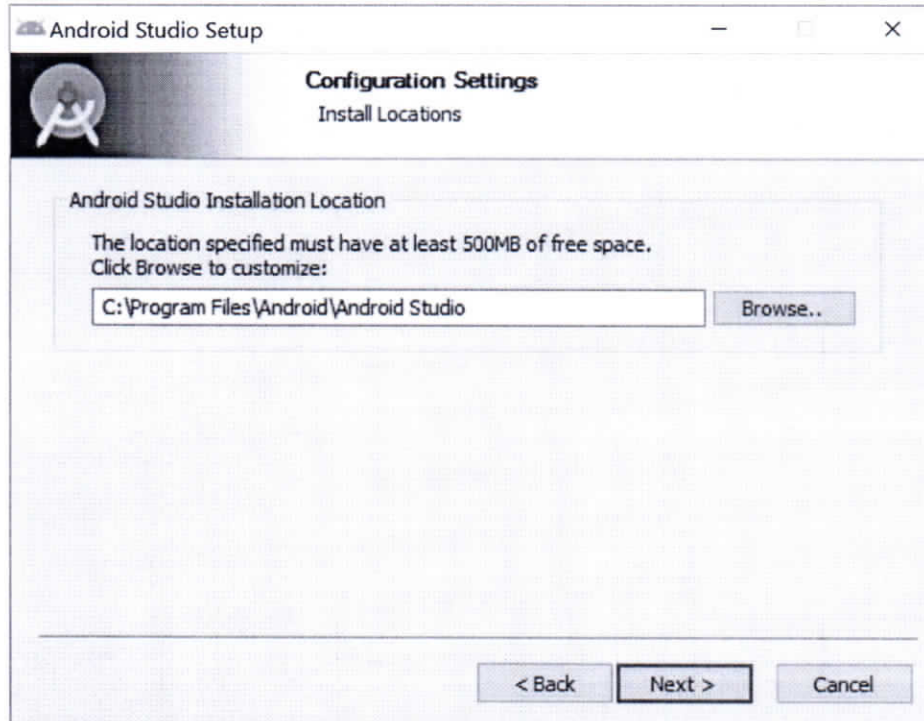 Android Studio Setup
Configuration Settings
Install Locations
Android Studio Installation Location
The location specified must have at least 500MB of free space.
Click Browse to customize:
C:\Program Files\Android\Android Studio
Browse..
< Back
Next >
Cancel